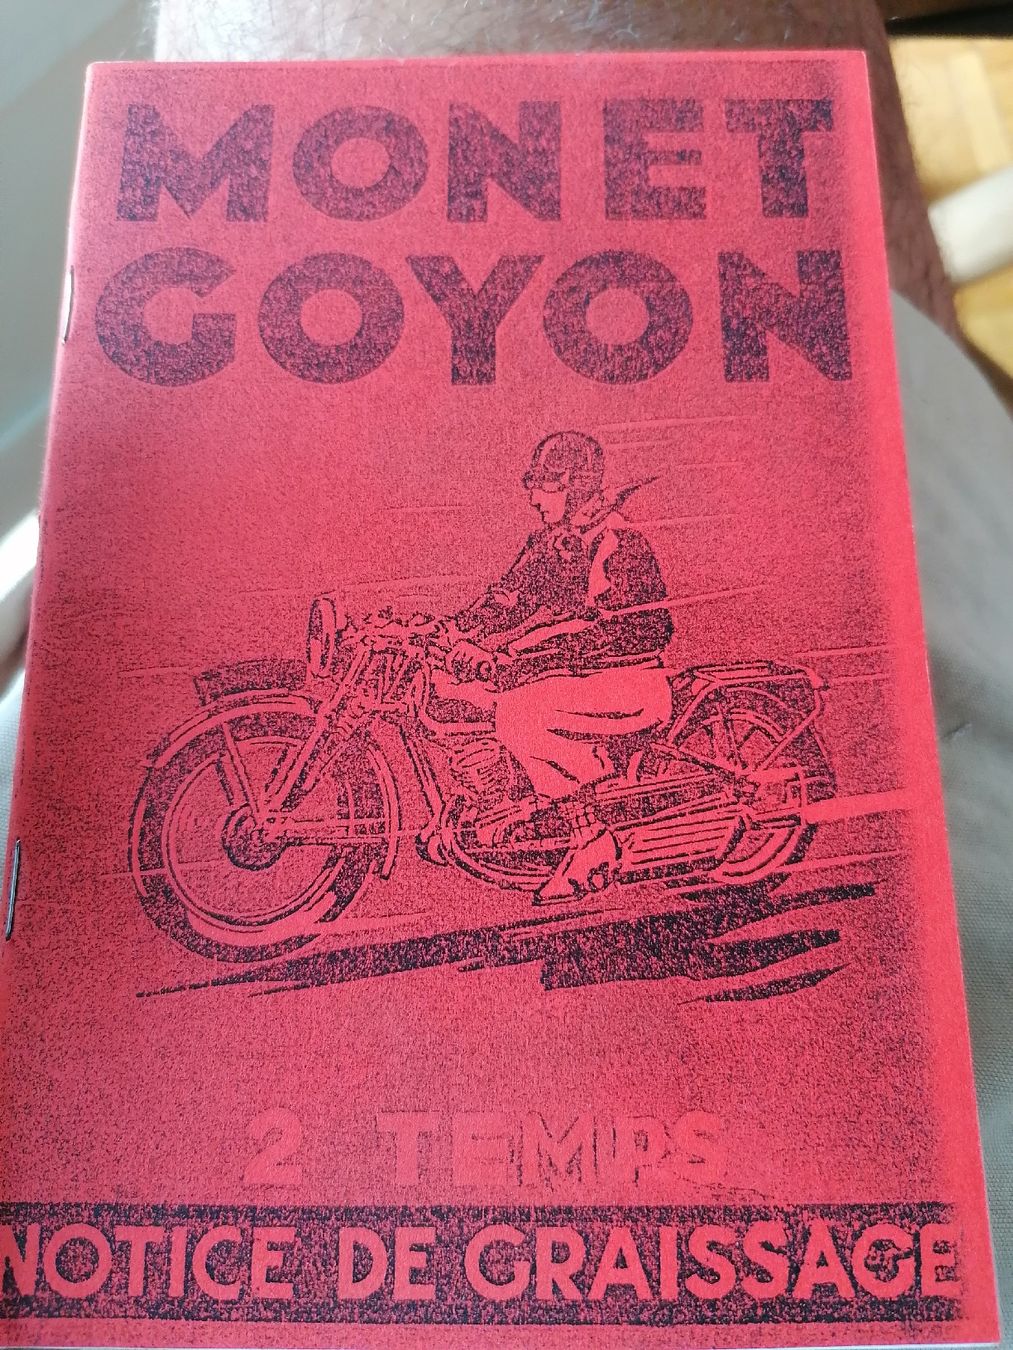 MONET
GOYON
2 TEMPS
NOTICE DE GRAISSAGE